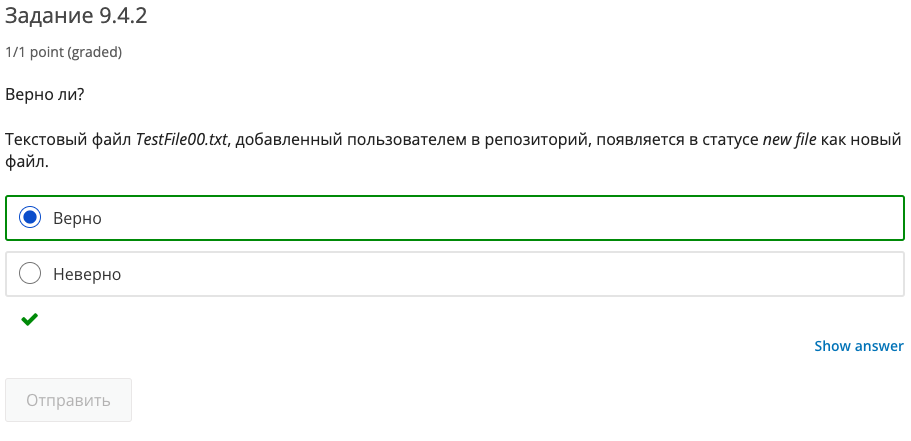 Задание 9.4.2
1/1 point (graded)
Верно ли?
Текстовый файл TestFile00.txt, добавленный пользователем в репозиторий, появляется в статусе new file как новый
файл.
Верно
Неверно
Show answer
Отправить